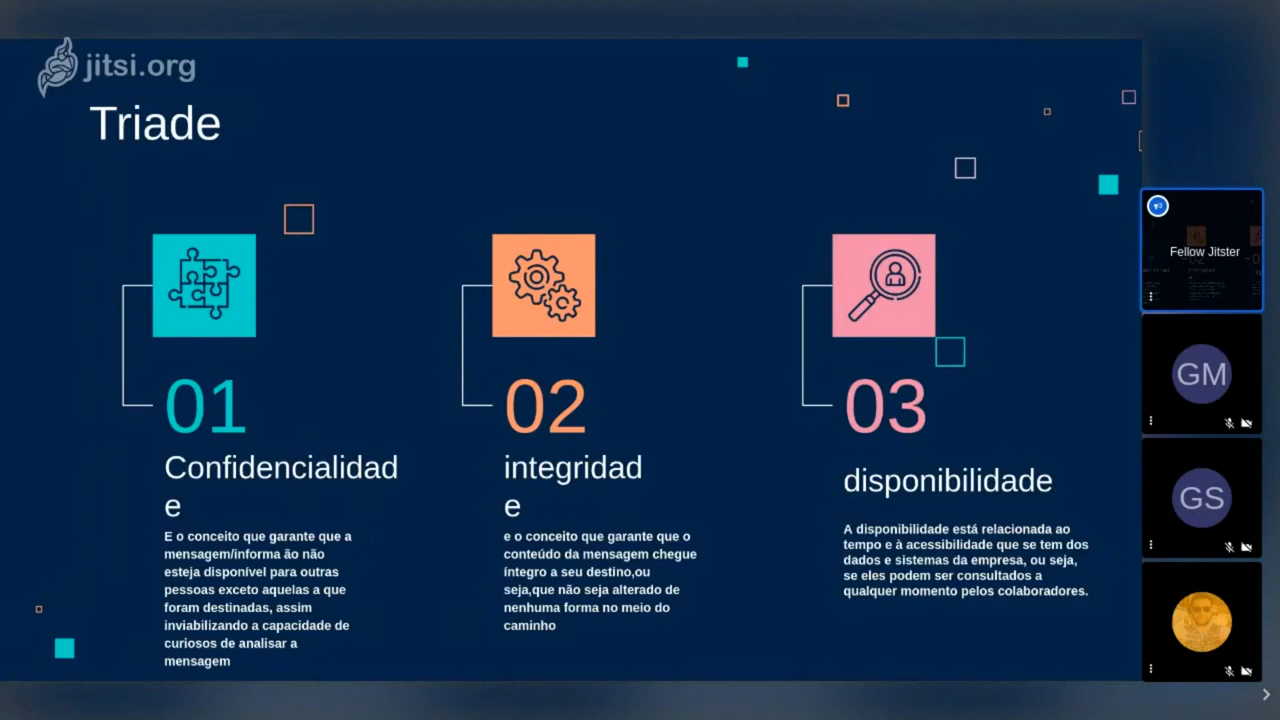 jitsi.org
Triade
01
Confidencialidad
e
E o conceito que garante que a
mensagem/informa ão não
esteja disponível para outras
pessoas exceto aquelas a que
foram destinadas, assim
inviabilizando a capacidade de
curiosos de analisar a
mensagem
02
integridad
e
e o conceito que garante que o
conteúdo da mensagem chegue
íntegro a seu destino,ou
seja,que não seja alterado de
nenhuma forma no meio do
caminho
03
disponibilidade
A disponibilidade está relacionada ao
tempo e à acessibilidade que se tem dos
dados e sistemas da empresa, ou seja,
se eles podem ser consultados a
qualquer momento pelos colaboradores.
Fellow Jitster
GM
GS